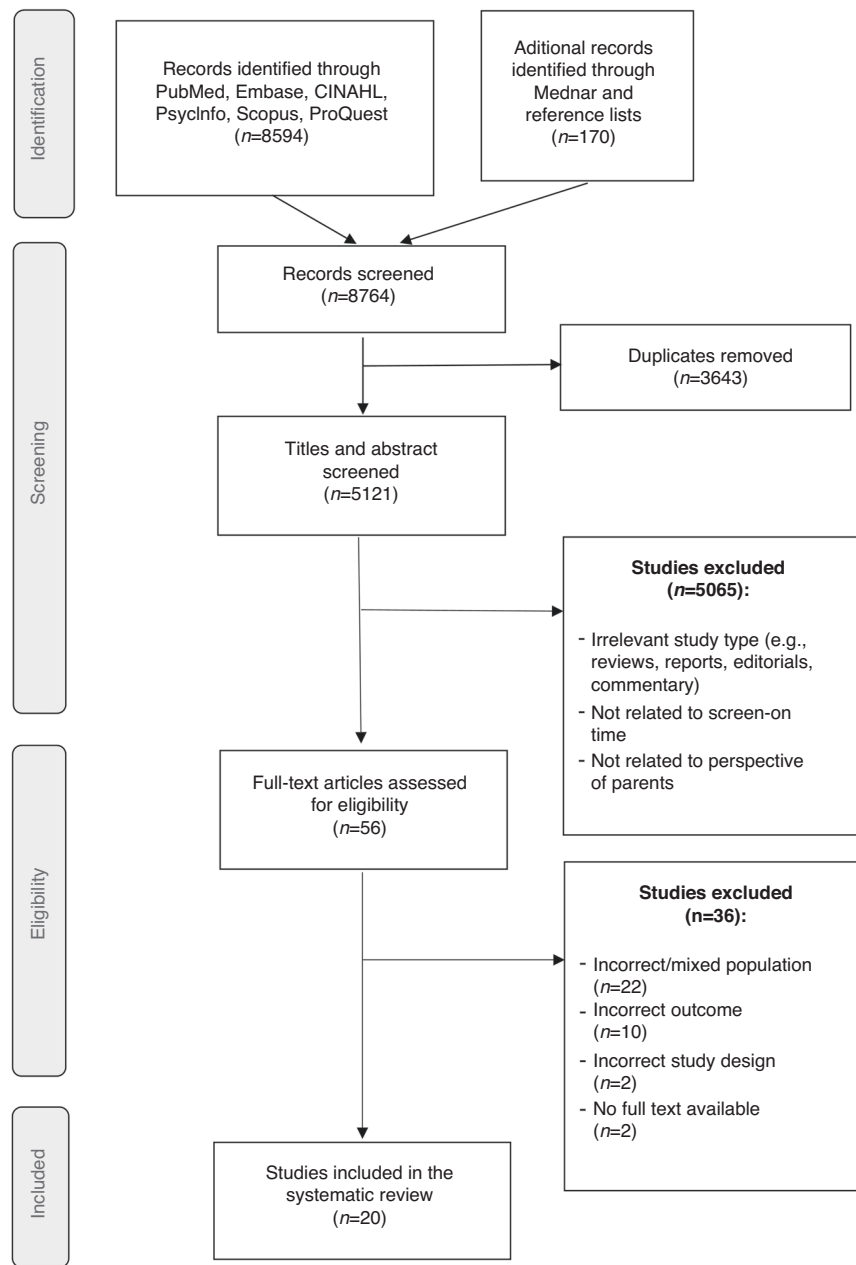 Identification
Records identified through
PubMed, Embase, CINAHL,
PsycInfo, Scopus, ProQuest
(n=8594)
Aditional records
identified through
Mednar and
reference lists
(n=170)
Screening
Records screened
(n=8764)
Duplicates removed
(n=3643)
Titles and abstract
screened
(n=5121)
Studies excluded
(n=5065):
- Irrelevant study type (e.g.,
reviews, reports, editorials,
commentary)
- Not related to screen-on
time
- Not related to perspective
of parents
Eligibility
Full-text articles assessed
for eligibility
(n=56)
Studies excluded
(n=36):
- Incorrect/mixed population
(n=22)
- Incorrect outcome
(n=10)
- Incorrect study design
(n=2)
- No full text available
(n=2)
Included
Studies included in the
systematic review
(n=20)